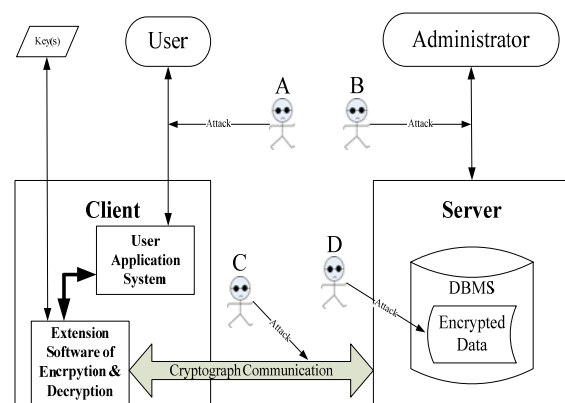 Key(s)
User
Administrator
A
B
Attack
Attack
Client
Server
User
Application
System
C
D
DBMS
Attack
Attack
Encrypted
Data
Extension
Software of
Encrpytion &
Decryption
Cryptograph Communication